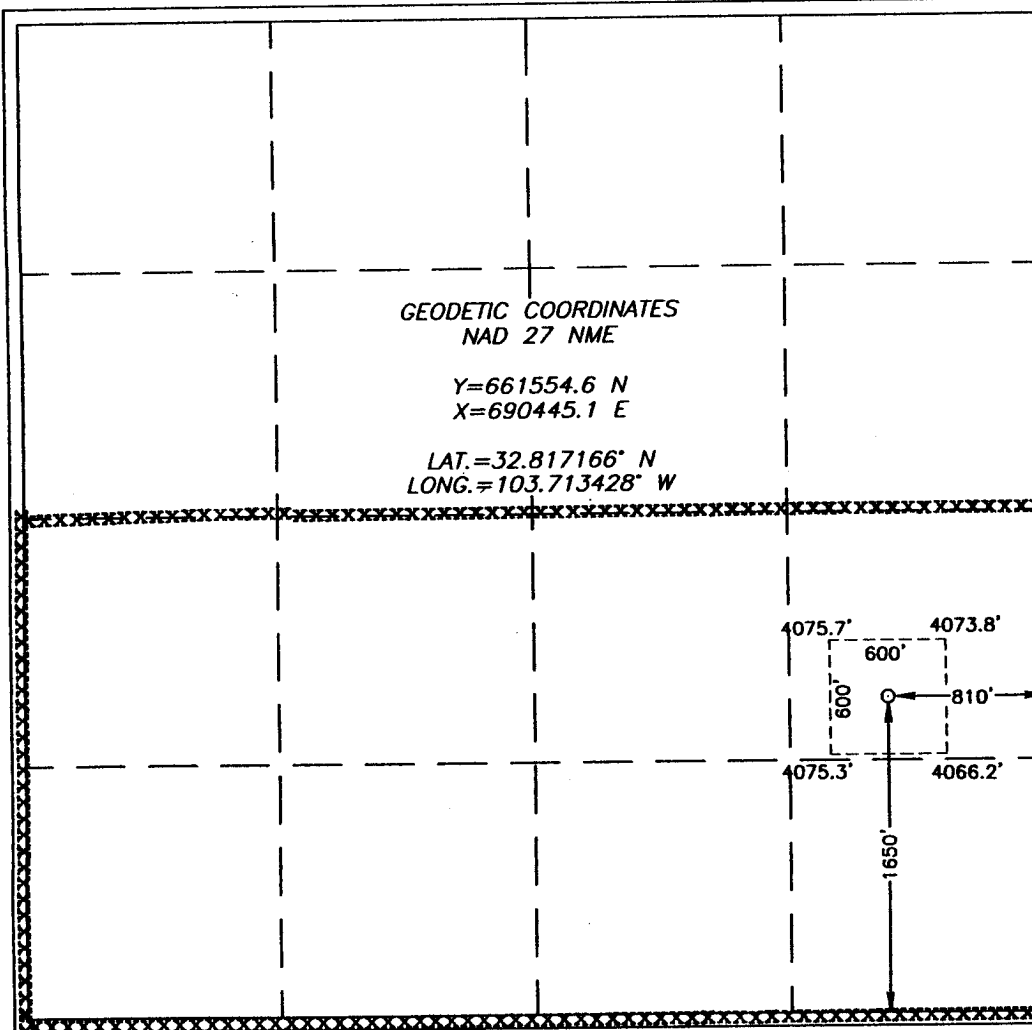 GEODETIC COORDINATES
NAD 27 NME
Y=661554.6 N
X=690445.1 E
LAT.=32.817166° N
LONG.=103.713428° W
4075.7' 4073.8'
600'
600'
810'
4075.3' 4066.2'
1650'